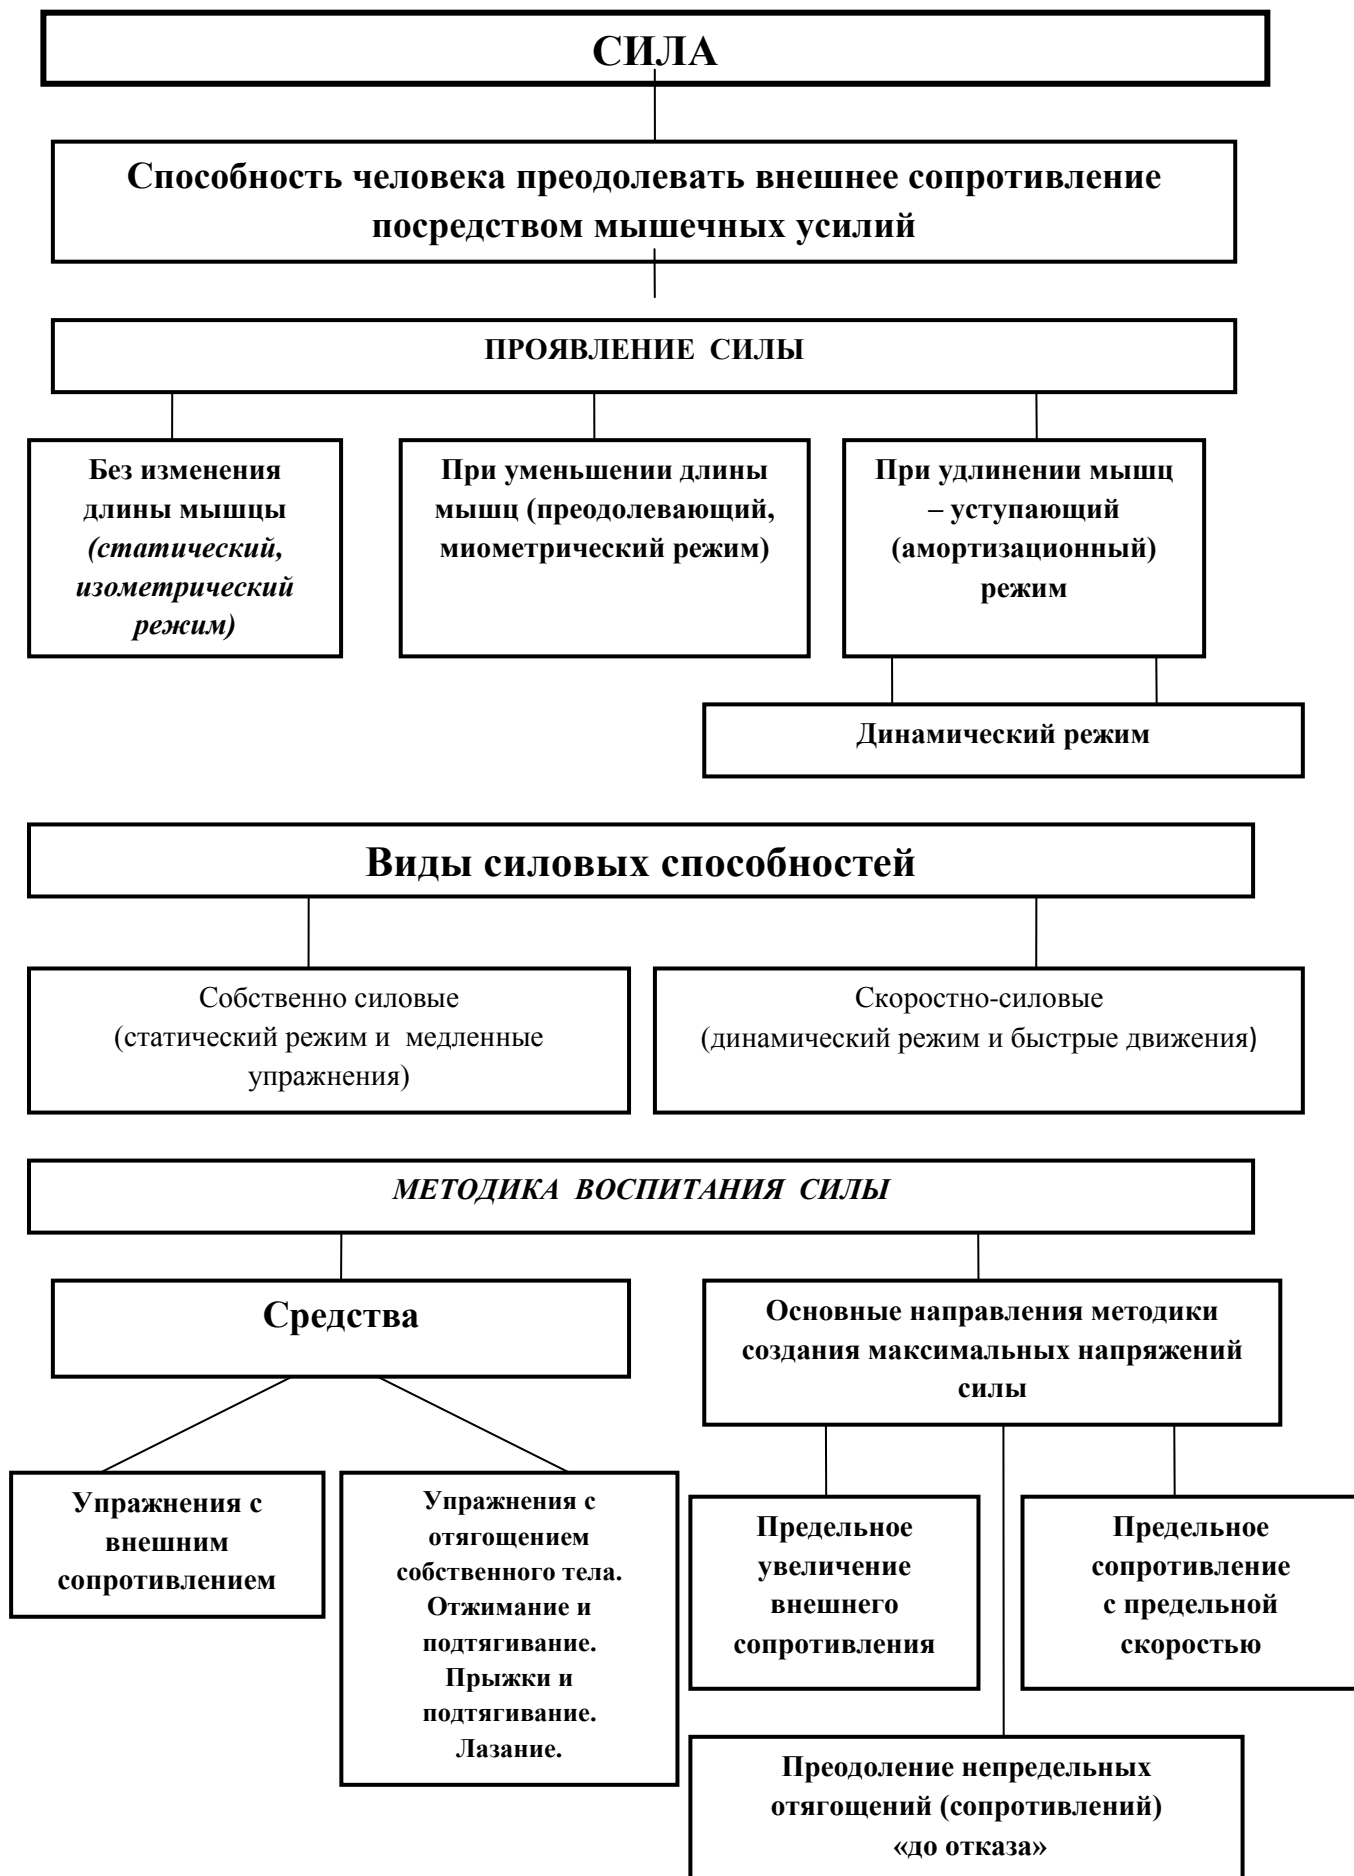 СИЛА
Способность человека преодолевать внешнее сопротивление
посредством мышечных усилий
ПРОЯВЛЕНИЕ СИЛЫ
Без изменения
длины мышцы
(статический,
изометрический
режим)
При уменьшении длины
мышц (преодолевающий,
миометрический режим)
При удлинении мышц
– уступающий
(амортизационный)
режим
Динамический режим
Виды силовых способностей
Собственно силовые
(статический режим и медленные
упражнения)
Скоростно-силовые
(динамический режим и быстрые движения)
МЕТОДИКА ВОСПИТАНИЯ СИЛЫ
Средства
Основные направления методики
создания максимальных напряжений
силы
Упражнения с
внешним
сопротивлением
Упражнения с
отягощением
собственного тела.
Отжимание и
подтягивание.
Прыжки и
подтягивание.
Лазание.
Предельное
увеличение
внешнего
сопротивления
Предельное
сопротивление
с предельной
скоростью
Преодоление непредельных
отягощений (сопротивлений)
«до отказа»